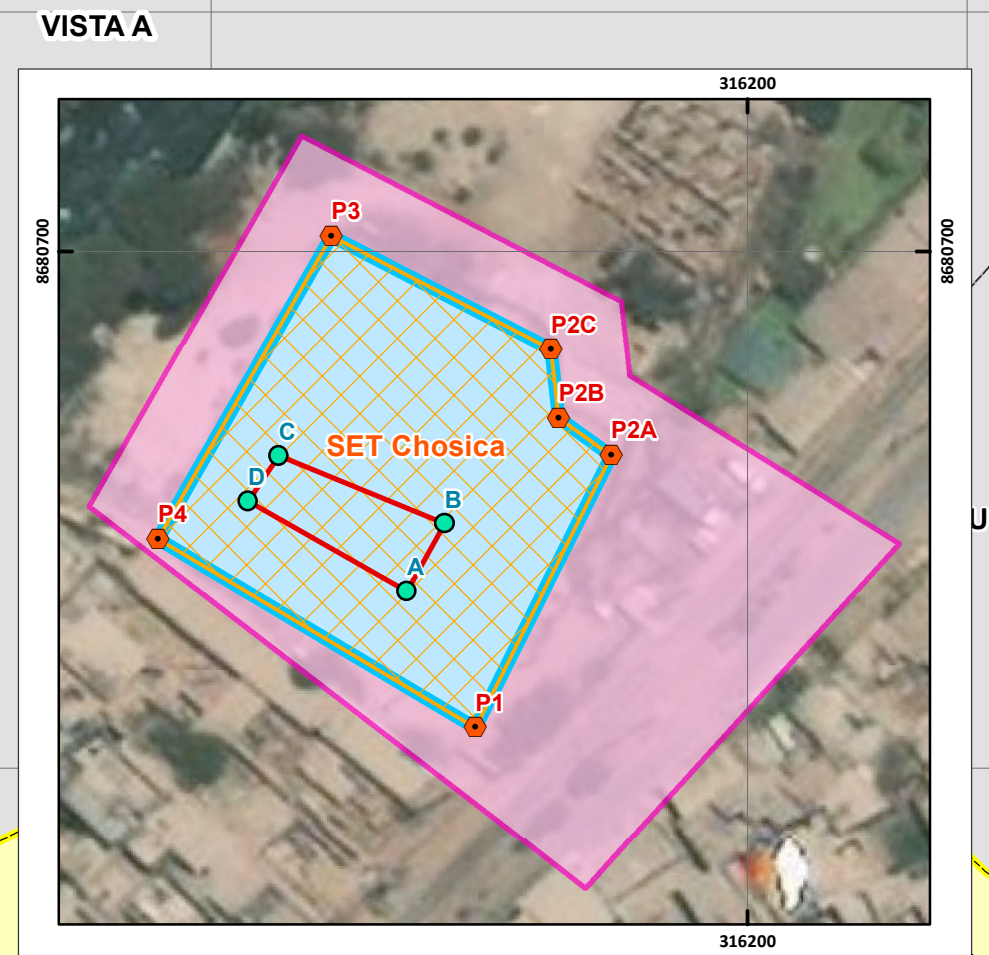 VISTA A
316200
P3
8680700
8680700
P2C
P2B
P2A
C
SET Chosica
D
B
P4
U
A
P1
316200